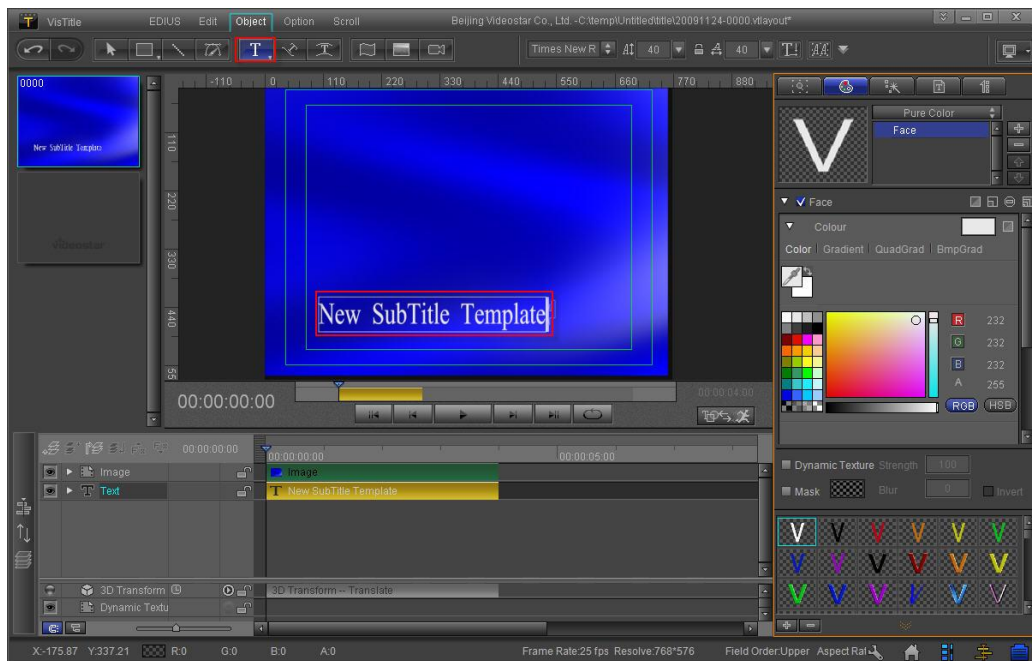 VisTitle EDIUS Edit Object Option Scroll Beijing Videostar Co., Ltd.-C:\temp\Untitled\title\20091124-0000.vtlayout*
T Times New R 40 40
0000
New SubTitle Template
videostar
-110 0 110 220 330 440 550 660 770 880
110
220
330
440
55
New SubTitle Template
00:00:00:00
00:00:04:00
Pure Color
Face
V
Face
Colour
Color Gradient QuadGrad BmpGrad
R 232
G 232
B 232
A 255
RGB HSB
Dynamic Texture Strength 100
Mask Blur 0 Invert
00:00:00:00 00:00:00:00 00:00:05:00
Image Image
T Text T New SubTitle Template
3D Transform 3D Transform -- Translate
Dynamic Textu
V V V V V V
V V V V V V
V V V V V
X:-175.87 Y:337.21 R:0 G:0 B:0 A:0 Frame Rate:25 fps Resolve:768*576 Field Order:Upper Aspect Rat